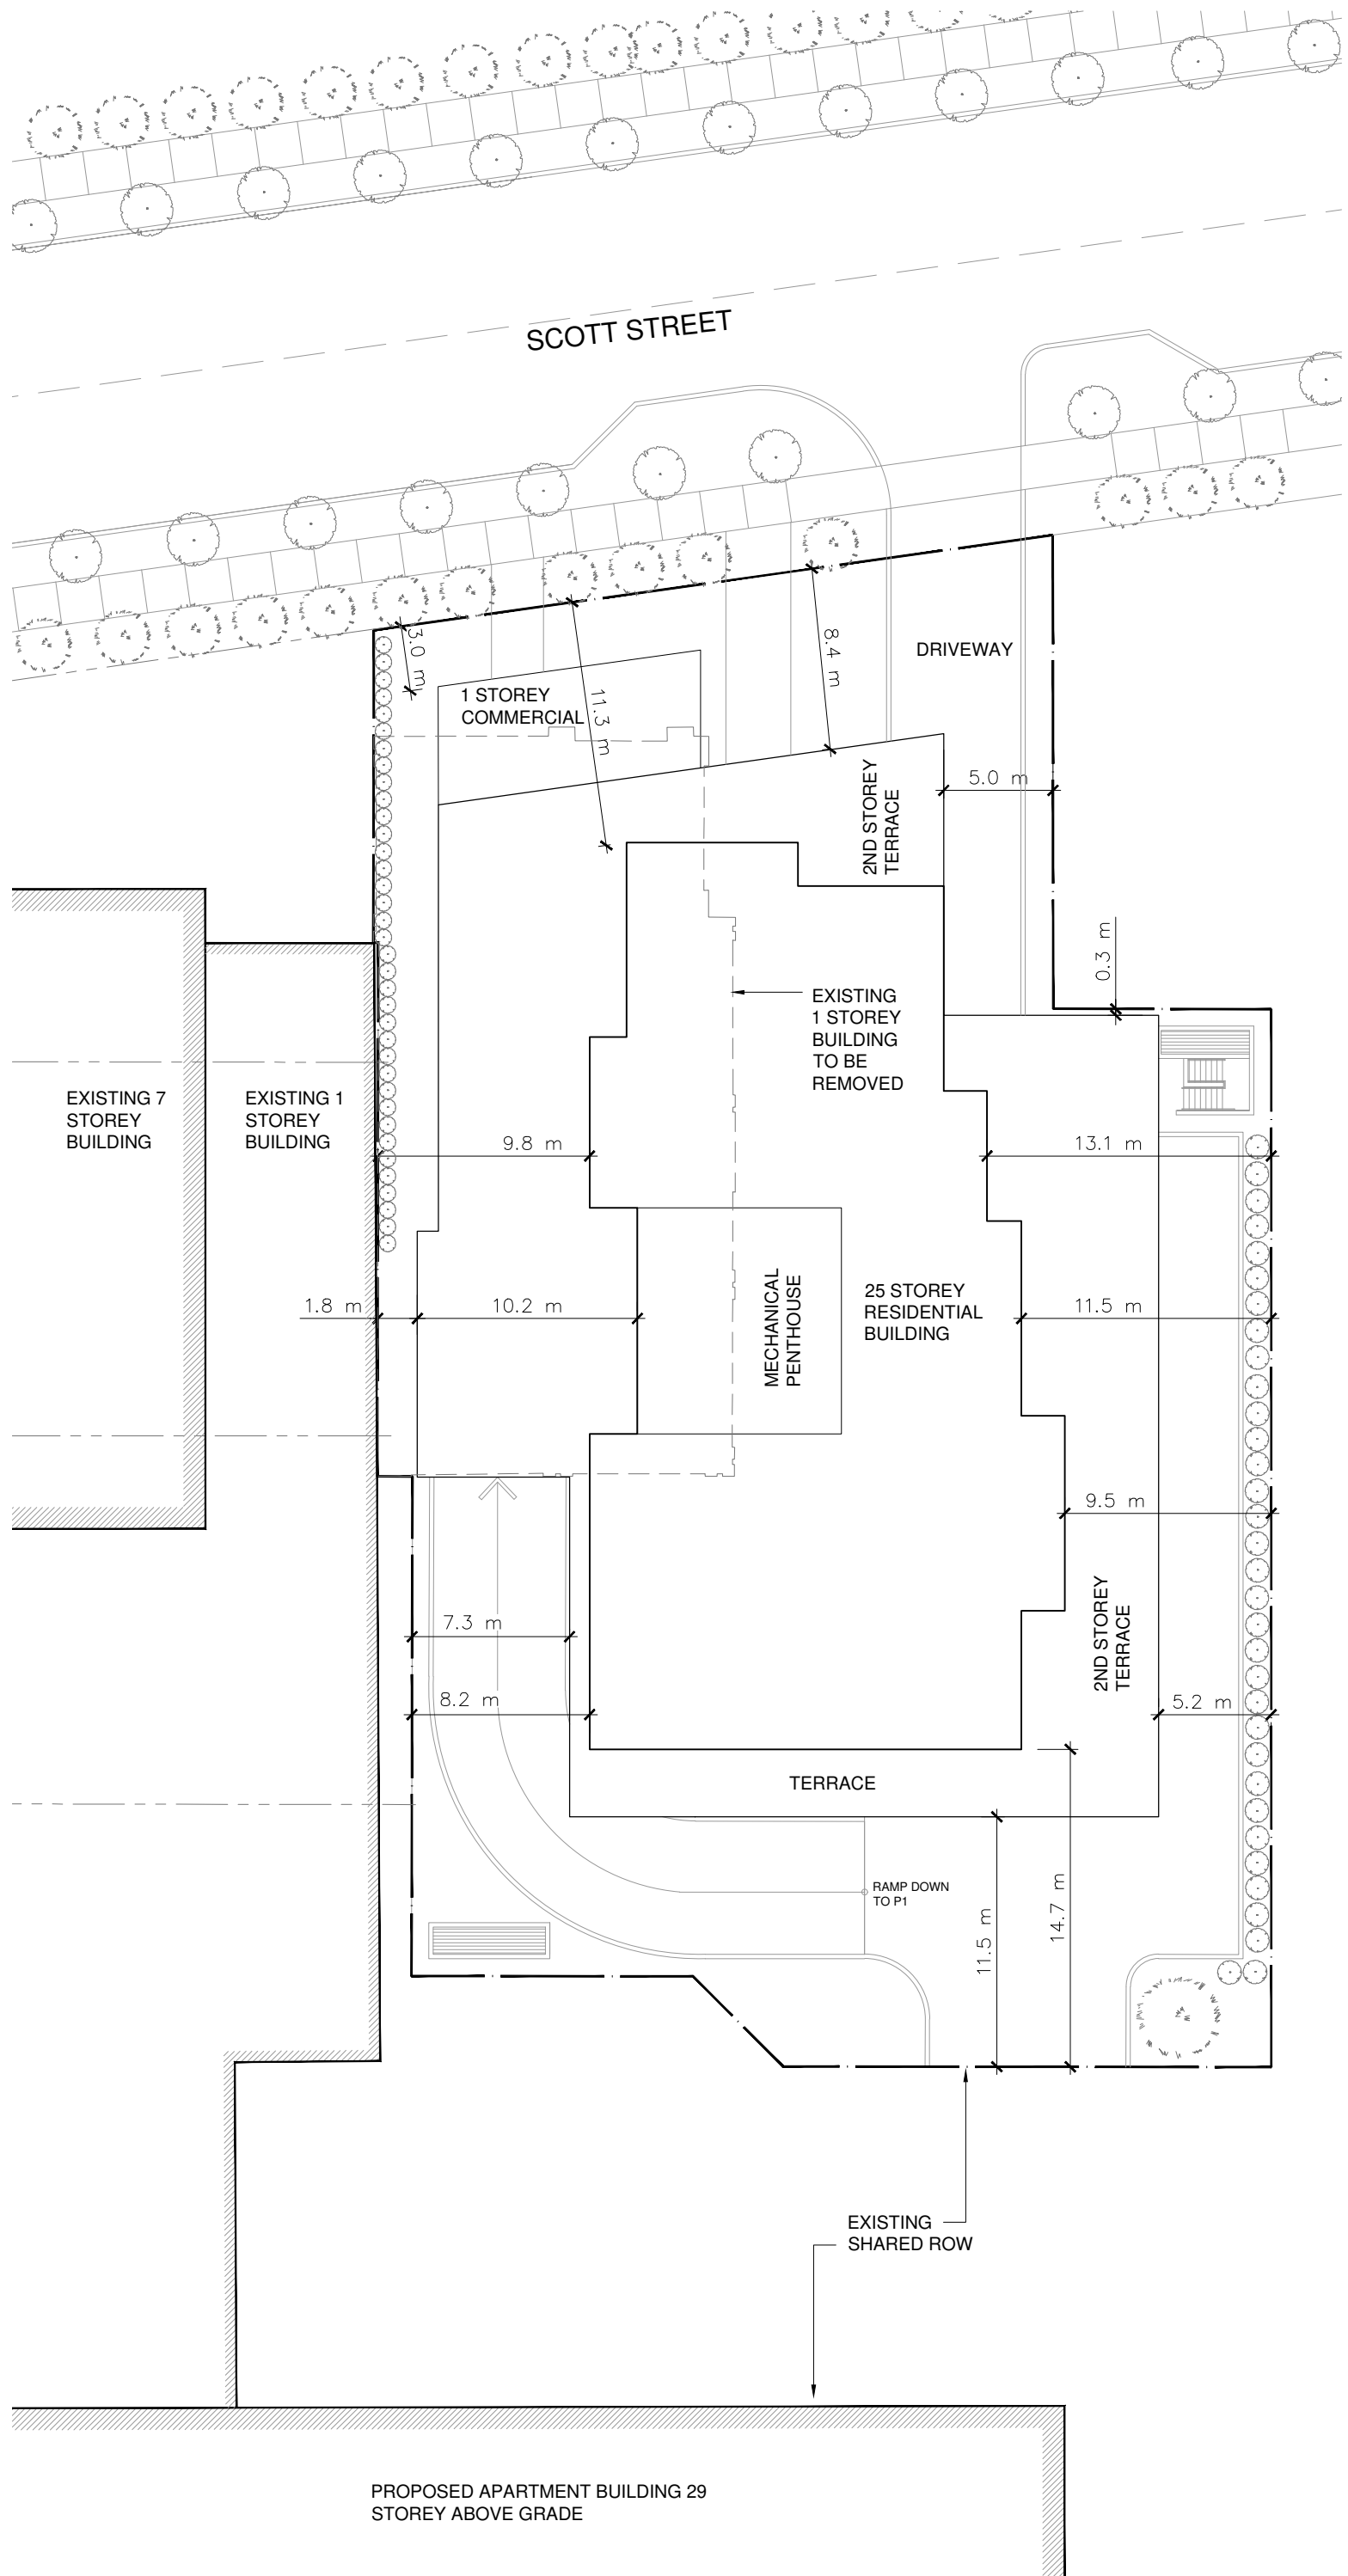 SCOTT STREET
3.0 m
1 STOREY
COMMERCIAL
11.3 m
8.4 m
DRIVEWAY
2ND STOREY
TERRACE
5.0 m
0.3 m
EXISTING
1 STOREY
BUILDING
TO BE
REMOVED
EXISTING 7
STOREY
BUILDING
EXISTING 1
STOREY
BUILDING
9.8 m
13.1 m
1.8 m
10.2 m
MECHANICAL
PENTHOUSE
25 STOREY
RESIDENTIAL
BUILDING
11.5 m
9.5 m
7.3 m
2ND STOREY
TERRACE
8.2 m
5.2 m
TERRACE
RAMP DOWN
TO P1
11.5 m
14.7 m
EXISTING
SHARED ROW
PROPOSED APARTMENT BUILDING 29
STOREY ABOVE GRADE